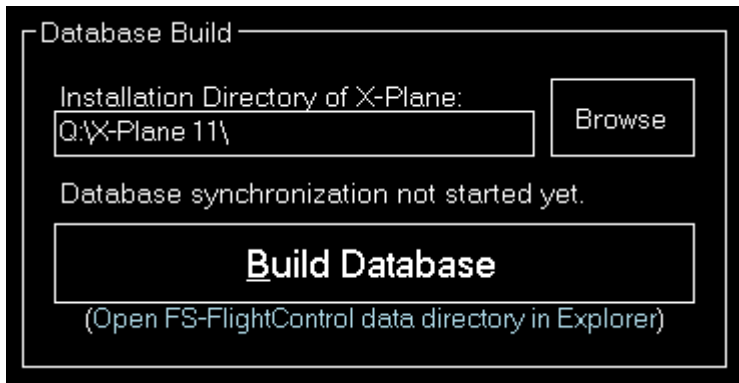 Database Build
Installation Directory of X-Plane:
Q:\X-Plane 11\
Browse
Database synchronization not started yet.
Build Database
(Open FS-FlightControl data directory in Explorer)